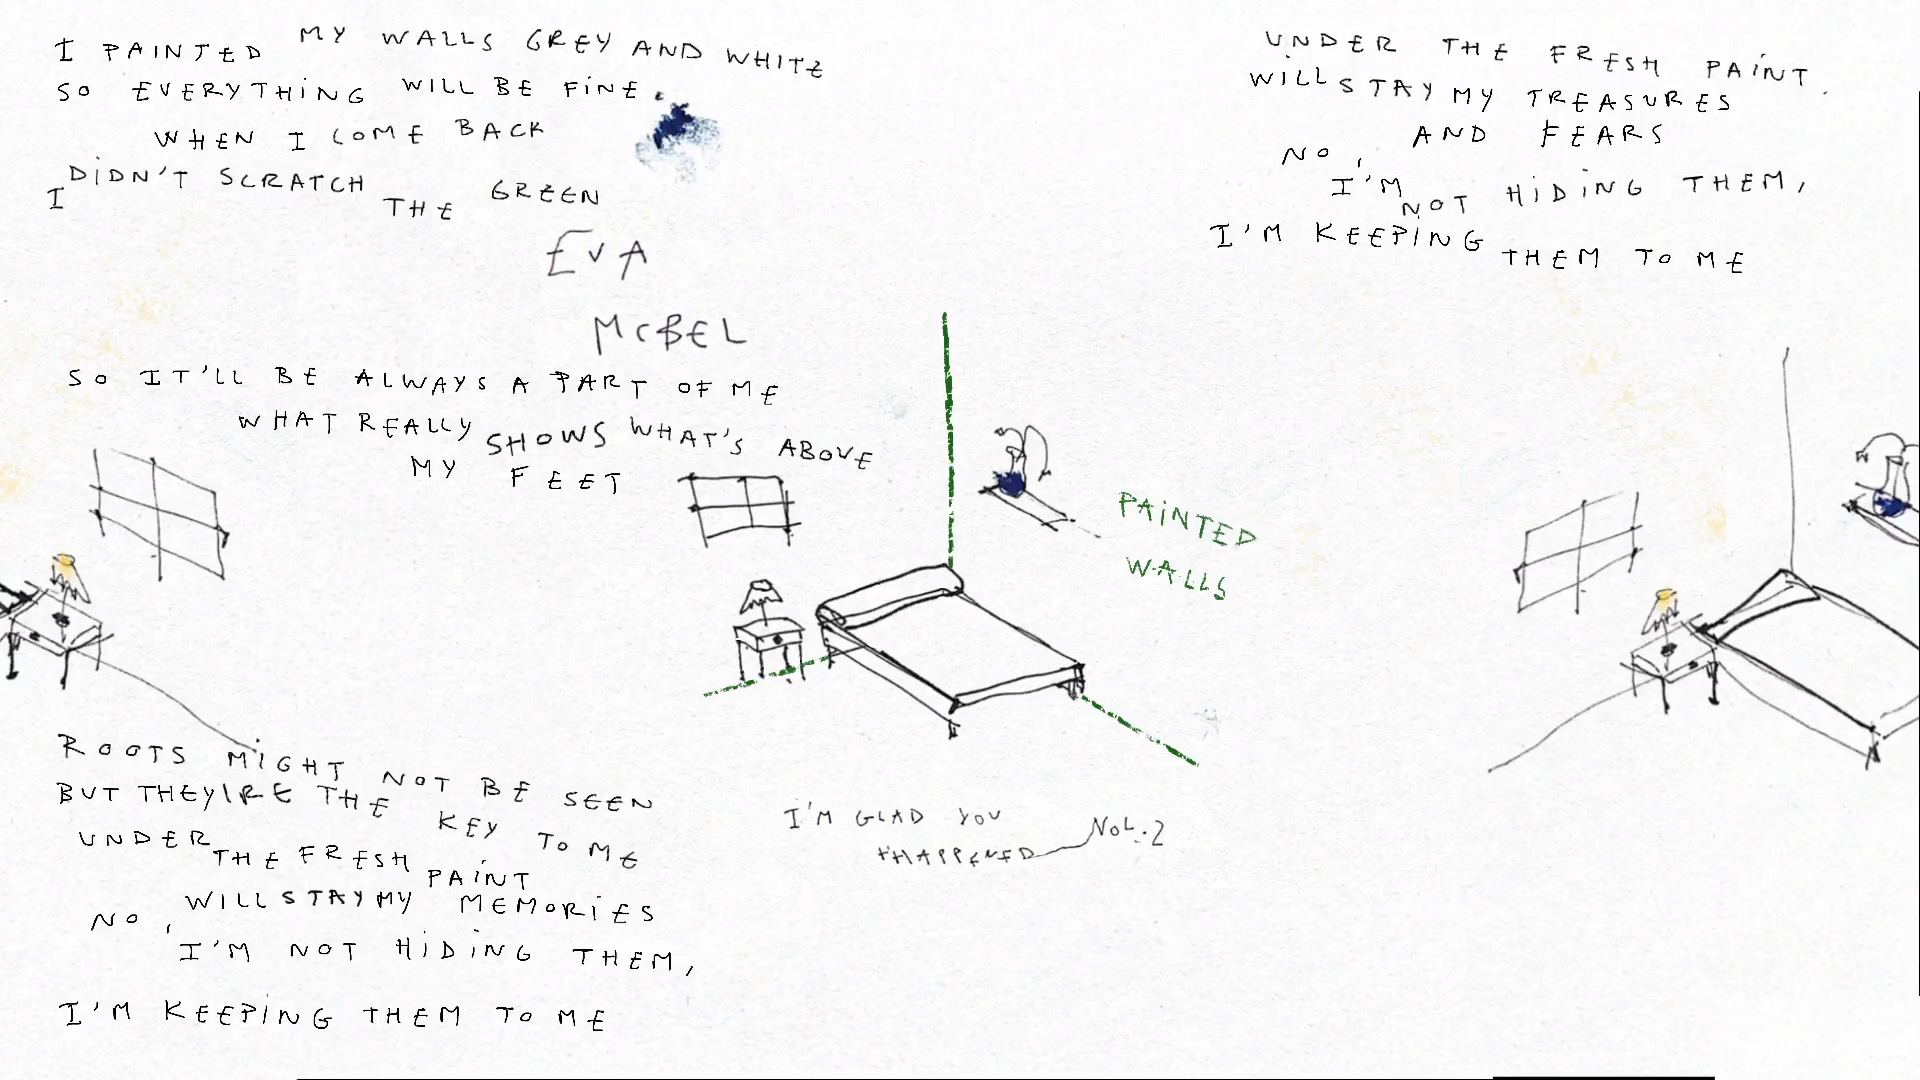 I PAINTED MY WALLS GREY AND WHITE
SO EVERYTHING WILL BE FINE
WHEN I COME BACK
I DIDN'T SCRATCH THE GREEN
EVA
MCBEL
SO IT'LL BE ALWAYS A PART OF ME
WHAT REALLY SHOWS WHAT'S ABOVE
MY FEET
UNDER THE FRESH PAINT
WILL STAY MY TREASURES
AND FEARS
NO,
I'M NOT HIDING THEM,
I'M KEEPING THEM TO ME
PAINTED
WALLS
ROOTS MIGHT NOT BE SEEN
BUT THEY'RE THE KEY TO ME
UNDER THE FRESH PAINT
WILL STAY MY MEMORIES
NO,
I'M NOT HIDING THEM,
I'M KEEPING THEM TO ME
I'M GLAD YOU
HAPPENED VOL.2